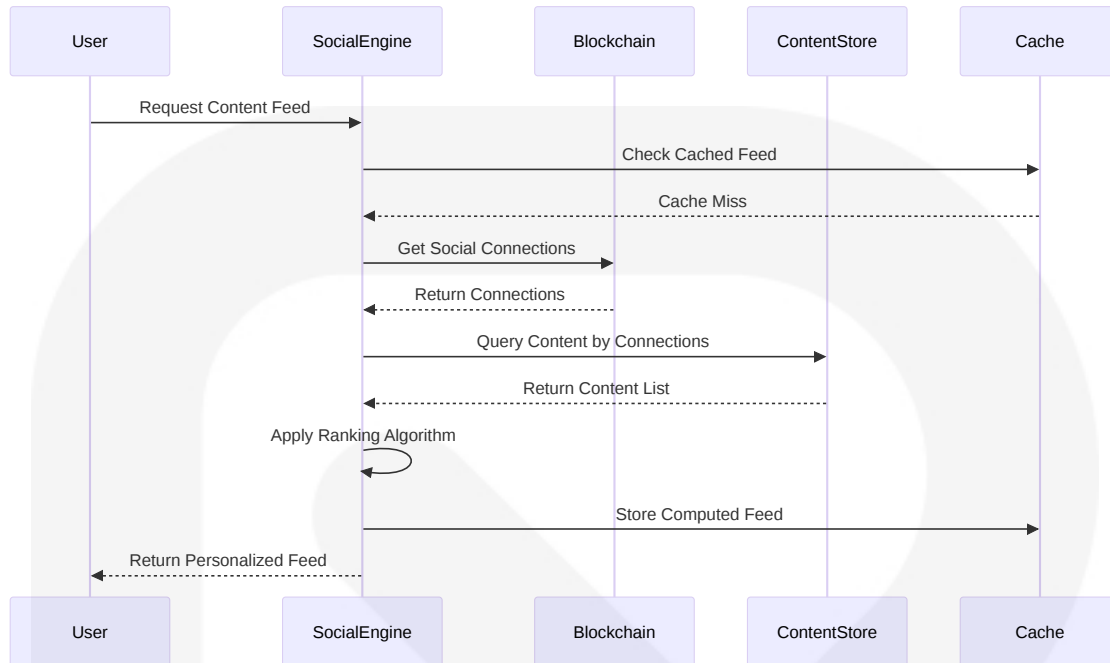 User
SocialEngine
Blockchain
ContentStore
Cache
Request Content Feed
Check Cached Feed
Cache Miss
Get Social Connections
Return Connections
Query Content by Connections
Return Content List
Apply Ranking Algorithm
Store Computed Feed
Return Personalized Feed
User
SocialEngine
Blockchain
ContentStore
Cache